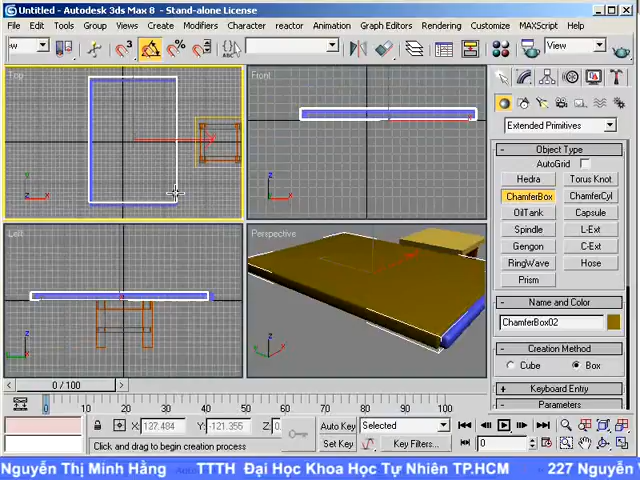 Untitled - Autodesk 3ds Max 8 - Stand-alone License
File Edit Tools Group Views Create Modifiers Character reactor Animation Graph Editors Rendering Customize MAXScript Help
View
Top
Front
Left
Perspective
Extended Primitives
- Object Type
AutoGrid
Hedra Torus Knot
ChamferBox ChamferCyl
OilTank Capsule
Spindle L-Ext
Gengon C-Ext
RingWave Hose
Prism
- Name and Color
ChamferBox02
- Creation Method
Cube Box
+ Keyboard Entry
- Parameters
0 / 100
0 10 20 30 40 50 60 70 80 90 100
X: 137.484 Y: -121.355 Z: 0.
Auto Key Selected
Click and drag to begin creation process
Set Key Key Filters... 0
Nguyễn Thị Minh Hằng TTTH Đại Học Khoa Học Tự Nhiên TP.HCM 227 Nguyễn V